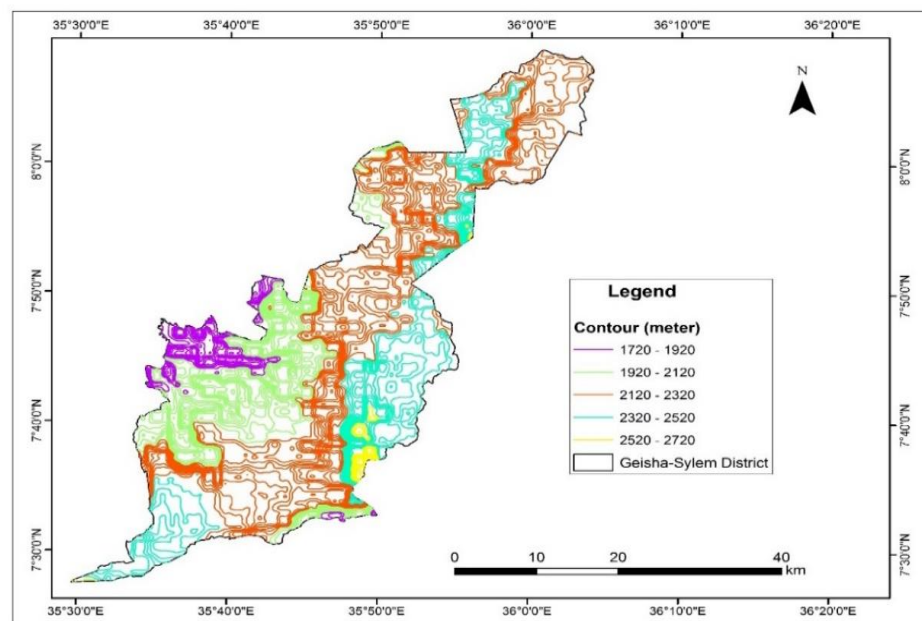 35°30'0"E 35°40'0"E 35°50'0"E 36°0'0"E 36°10'0"E 36°20'0"E
N
8°0'0"N 8°0'0"N
7°50'0"N 7°50'0"N
Legend
Contour (meter)
1720 - 1920
1920 - 2120
2120 - 2320
2320 - 2520
2520 - 2720
Geisha-Sylem District
7°40'0"N 7°40'0"N
7°30'0"N 7°30'0"N
0 10 20 40
km
35°30'0"E 35°40'0"E 35°50'0"E 36°0'0"E 36°10'0"E 36°20'0"E